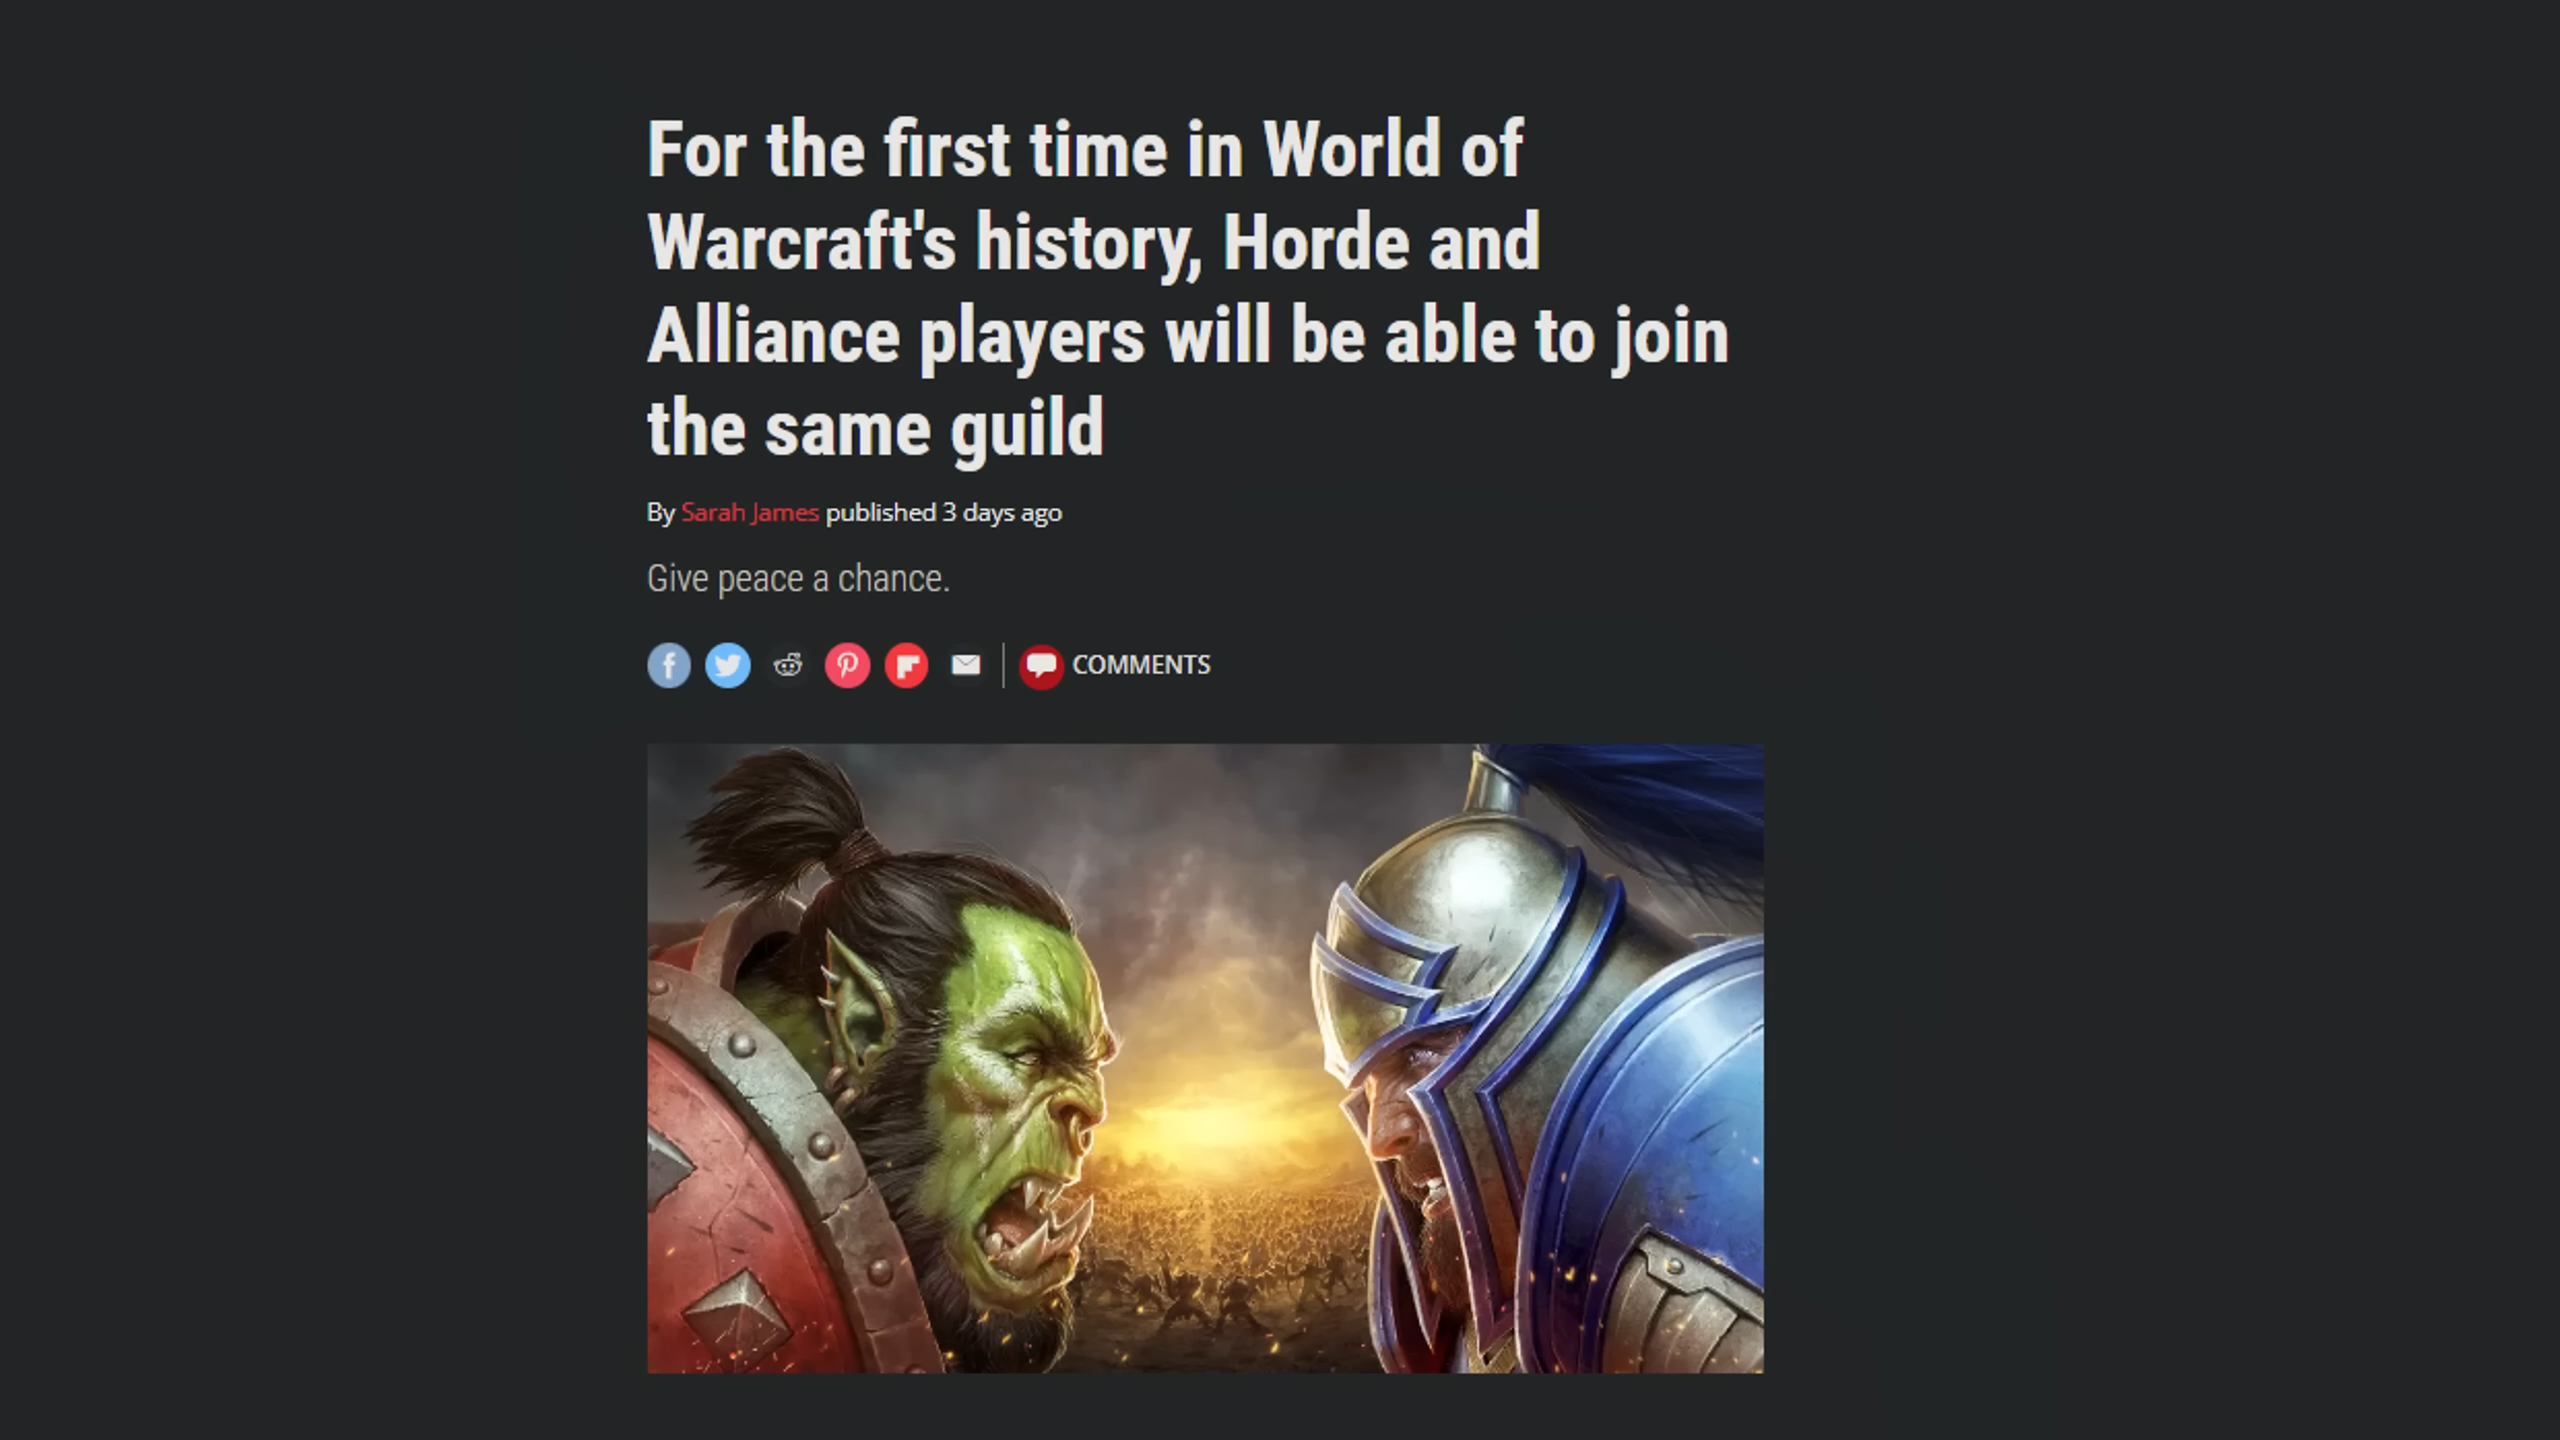 For the first time in World of
Warcraft's history, Horde and
Alliance players will be able to join
the same guild
By Sarah James published 3 days ago
Give peace a chance.
COMMENTS